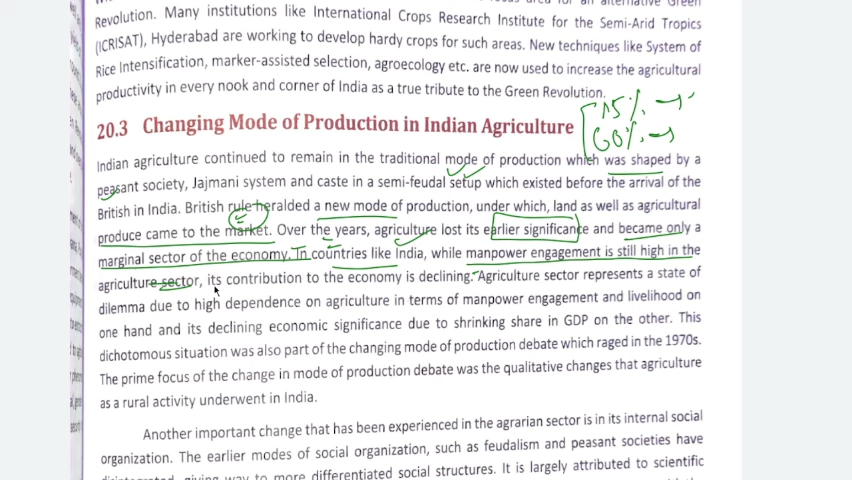 Revolution. Many institutions like International Crops Research Institute for the Semi-Arid Tropics
(ICRISAT), Hyderabad are working to develop hardy crops for such areas. New techniques like System of
Rice Intensification, marker-assisted selection, agroecology etc. are now used to increase the agricultural
productivity in every nook and corner of India as a true tribute to the Green Revolution.
15%
60%
20.3 Changing Mode of Production in Indian Agriculture
Indian agriculture continued to remain in the traditional mode of production which was shaped by a
peasant society, Jajmani system and caste in a semi-feudal setup which existed before the arrival of the
British in India. British rule heralded a new mode of production, under which, land as well as agricultural
produce came to the market. Over the years, agriculture lost its earlier significance and became only a
marginal sector of the economy. In countries like India, while manpower engagement is still high in the
agriculture sector, its contribution to the economy is declining. Agriculture sector represents a state of
dilemma due to high dependence on agriculture in terms of manpower engagement and livelihood on
one hand and its declining economic significance due to shrinking share in GDP on the other. This
dichotomous situation was also part of the changing mode of production debate which raged in the 1970s.
The prime focus of the change in mode of production debate was the qualitative changes that agriculture
as a rural activity underwent in India.
Another important change that has been experienced in the agrarian sector is in its internal social
organization. The earlier modes of social organization, such as feudalism and peasant societies have
giving way to more differentiated social structures. It is largely attributed to scientific